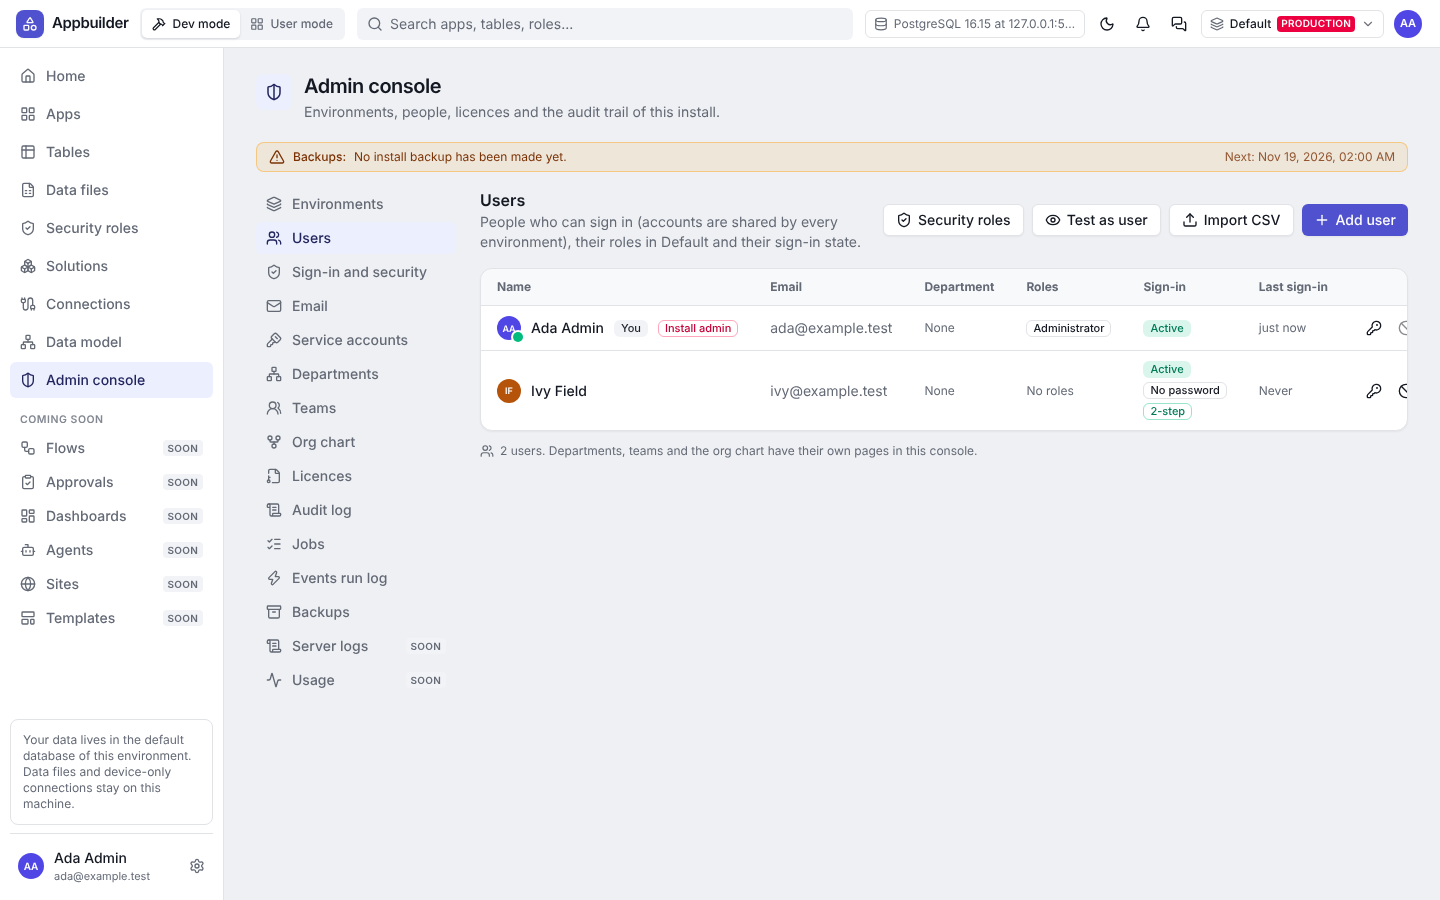 Appbuilder
Dev mode
User mode
Search apps, tables, roles...
PostgreSQL 16.15 at 127.0.0.1:5...
Default
PRODUCTION
AA
Home
Apps
Tables
Data files
Security roles
Solutions
Connections
Data model
Admin console
COMING SOON
Flows SOON
Approvals SOON
Dashboards SOON
Agents SOON
Sites SOON
Templates SOON
Your data lives in the default
database of this environment.
Data files and device-only
connections stay on this
machine.
AA
Ada Admin
ada@example.test
Admin console
Environments, people, licences and the audit trail of this install.
Backups: No install backup has been made yet.
Next: Nov 19, 2026, 02:00 AM
Environments
Users
Sign-in and security
Email
Service accounts
Departments
Teams
Org chart
Licences
Audit log
Jobs
Events run log
Backups
Server logs SOON
Usage SOON
Users
People who can sign in (accounts are shared by every
environment), their roles in Default and their sign-in state.
Security roles
Test as user
Import CSV
Add user
Name Email Department Roles Sign-in Last sign-in
AA Ada Admin You Install admin ada@example.test None Administrator Active just now
IF Ivy Field ivy@example.test None No roles Active Never
No password
2-step
2 users. Departments, teams and the org chart have their own pages in this console.